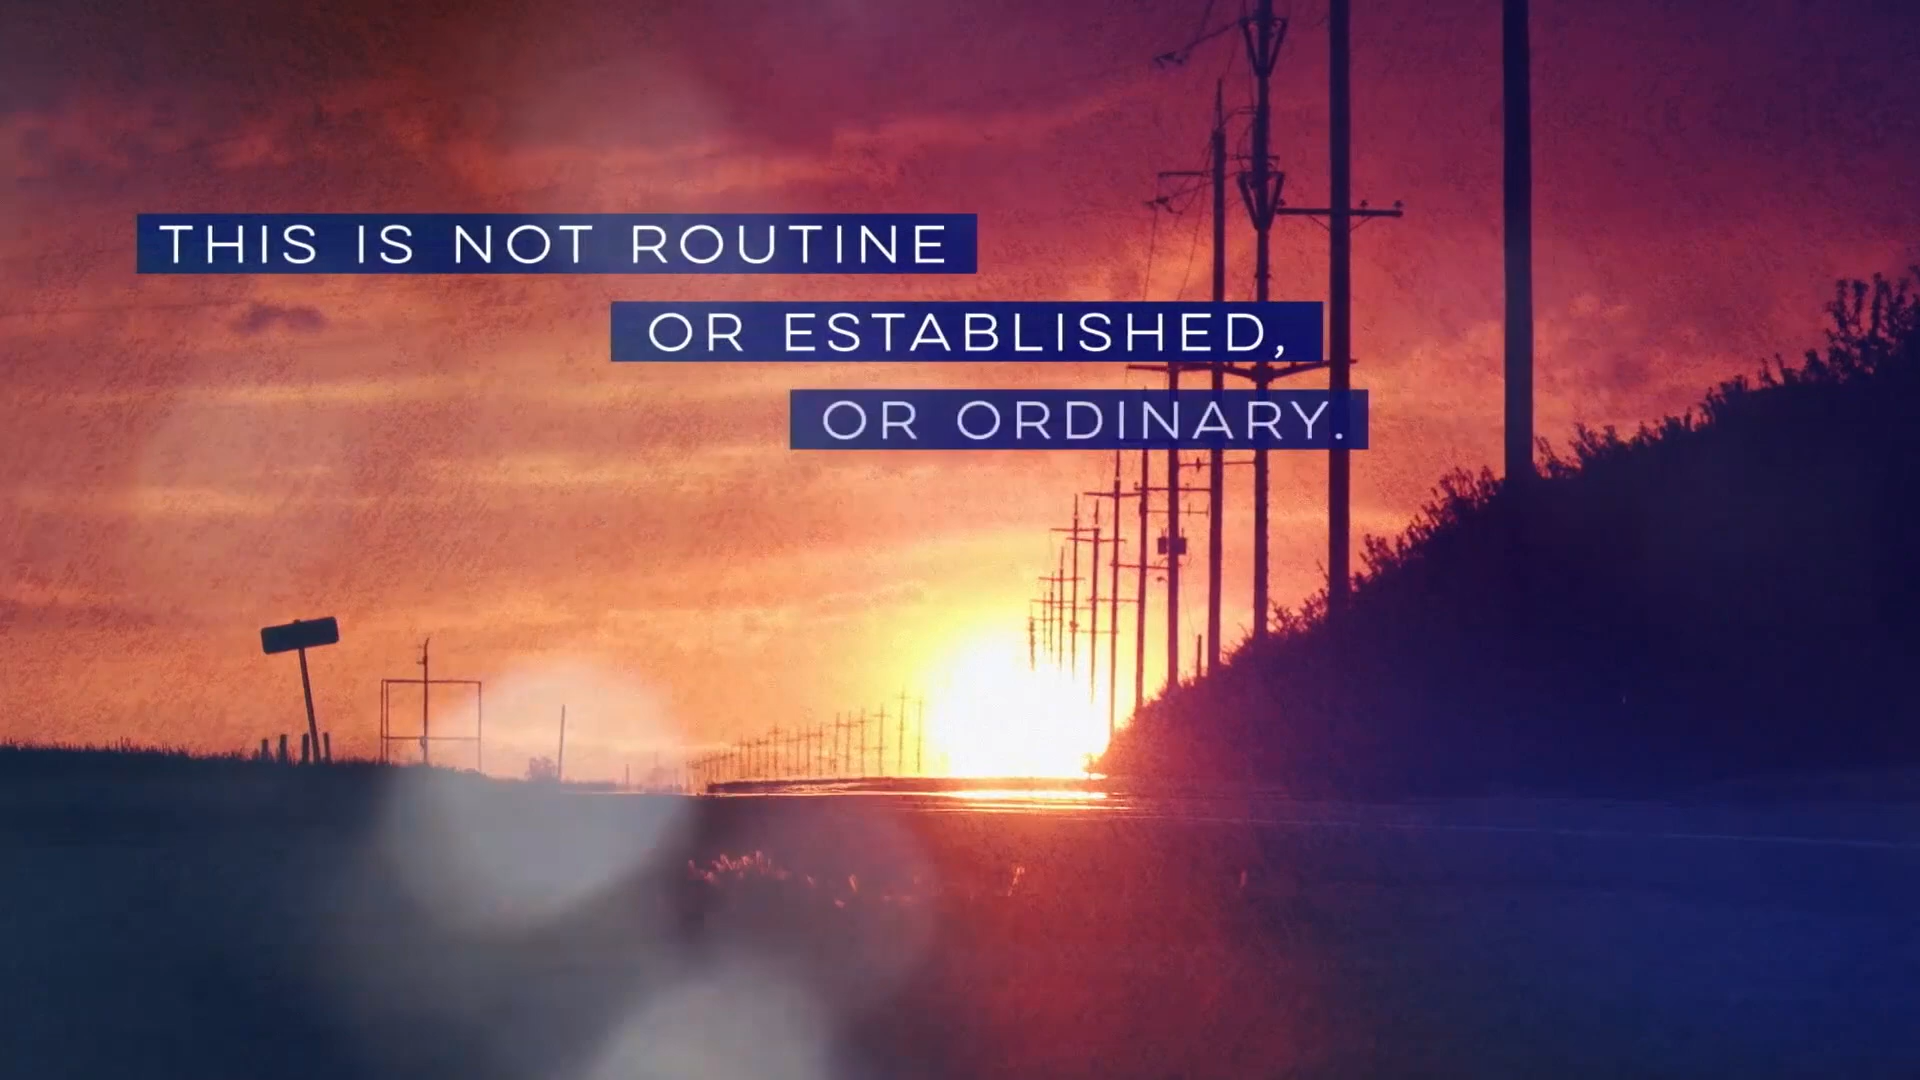 THIS IS NOT ROUTINE
OR ESTABLISHED,
OR ORDINARY.